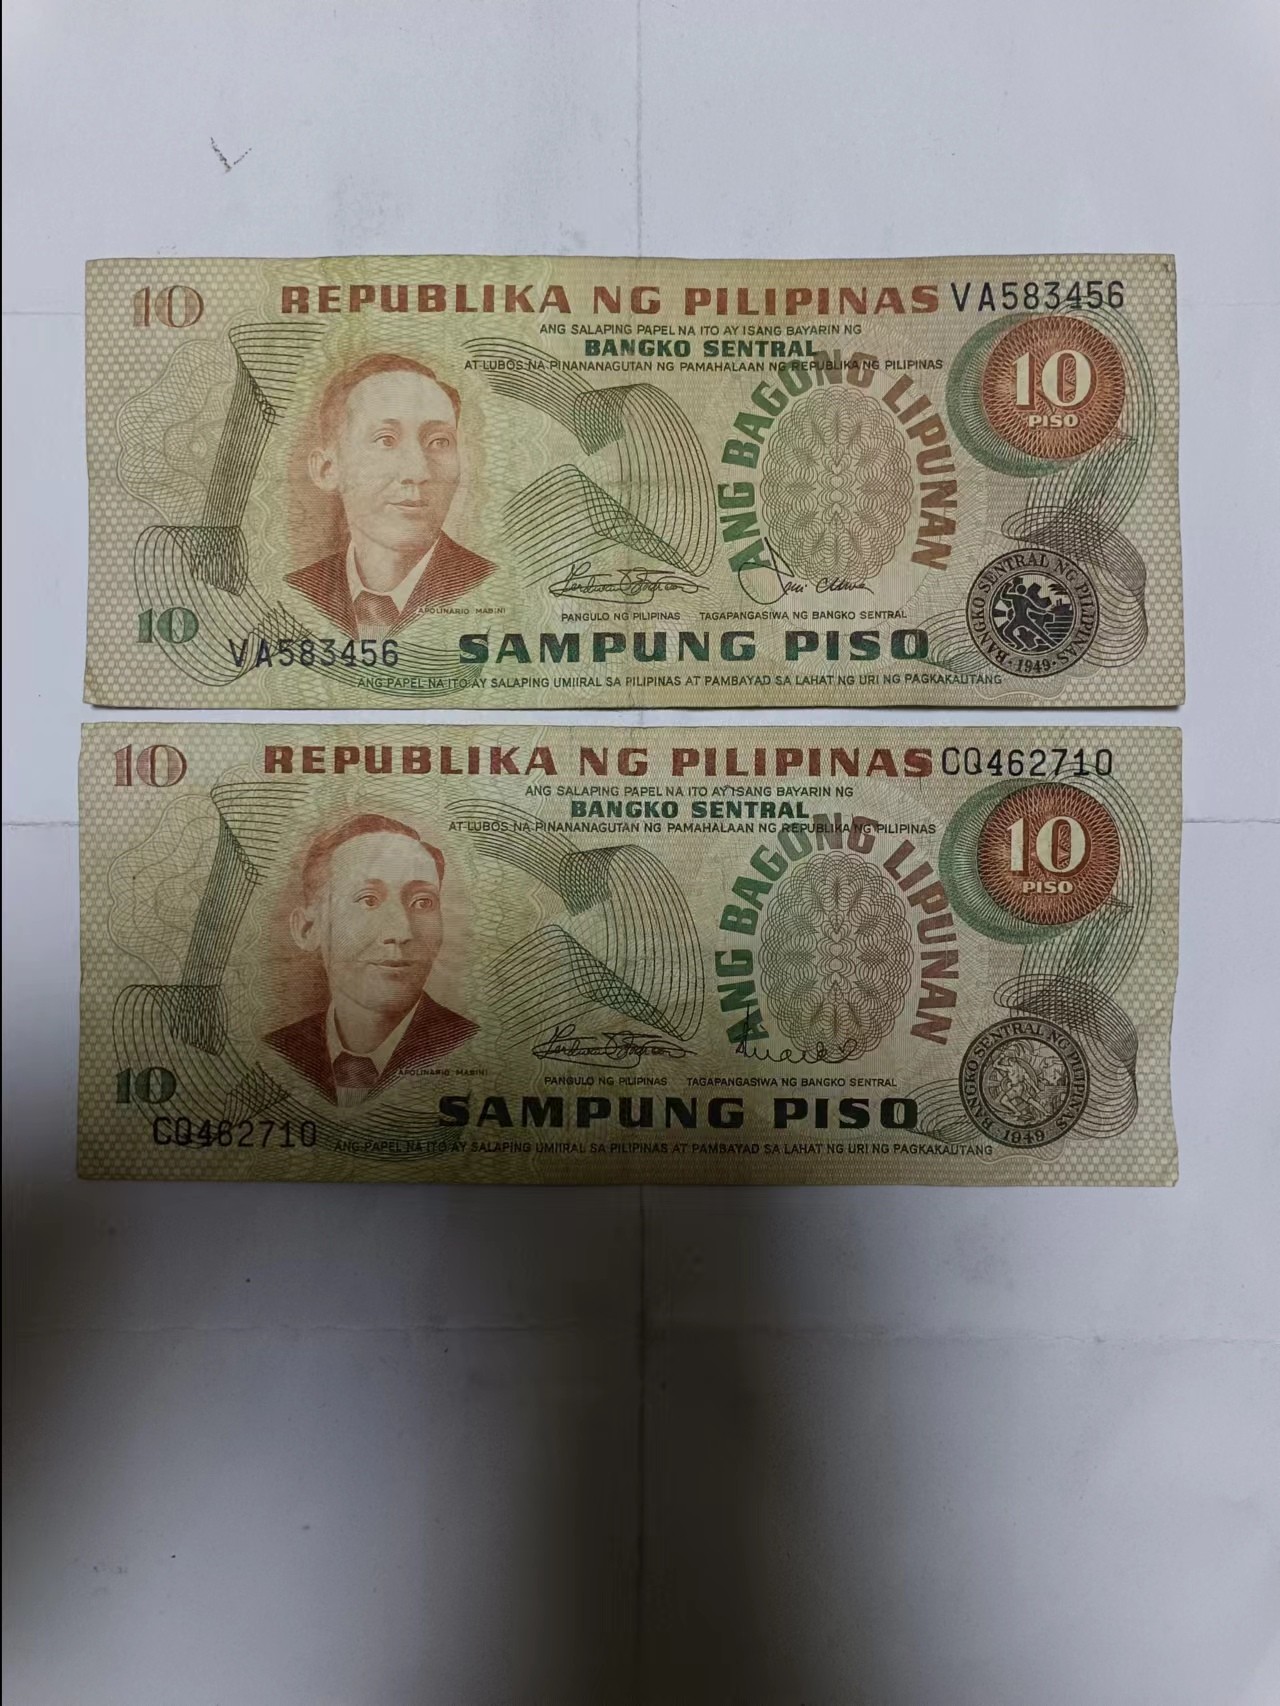 10 REPUBLIKA NG PILIPINAS VA583456
ANG SALAPING PAPEL NA ITO AY ISANG BAYARIN NG
BANGKO SENTRAL
AT LUBOS NA PINANANAGUTAN NG PAMAHALAAN NG REPUBLIKA NG PILIPINAS
10
PISO
ANG BAGONG LIPUNAN
APOLINARIO MABINI
PANGULO NG PILIPINAS TAGAPANGASIWA NG BANGKO SENTRAL
10
VA583456 SAMPUNG PISO
BANGKO SENTRAL NG PILIPINAS
1949
ANG PAPEL NA ITO AY SALAPING UMIIRAL SA PILIPINAS AT PAMBAYAD SA LAHAT NG URI NG PAGKAKAUTANG
10 REPUBLIKA NG PILIPINAS CQ462710
ANG SALAPING PAPEL NA ITO AY ISANG BAYARIN NG
BANGKO SENTRAL
AT LUBOS NA PINANANAGUTAN NG PAMAHALAAN NG REPUBLIKA NG PILIPINAS
10
PISO
ANG BAGONG LIPUNAN
APOLINARIO MABINI
PANGULO NG PILIPINAS TAGAPANGASIWA NG BANGKO SENTRAL
10
SAMPUNG PISO
CQ462710
BANGKO SENTRAL NG PILIPINAS
1949
ANG PAPEL NA ITO AY SALAPING UMIIRAL SA PILIPINAS AT PAMBAYAD SA LAHAT NG URI NG PAGKAKAUTANG